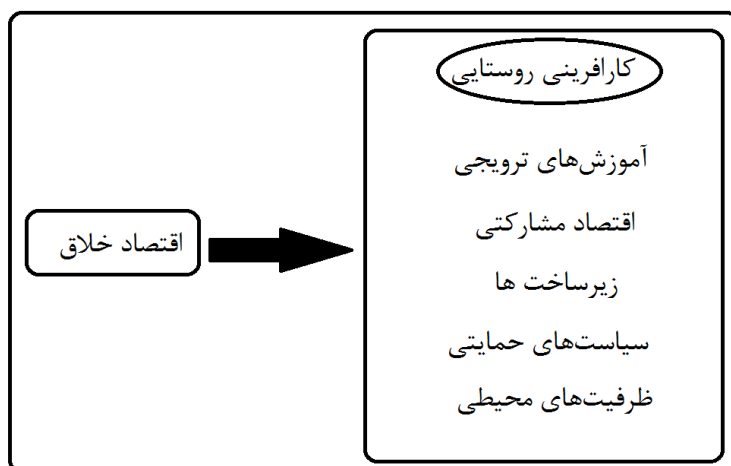 کارافرینی روستایی
آموزش‌های ترویجی
اقتصاد مشارکتی
زیرساخت ها
سیاست‌های حمایتی
ظرفیت‌های محیطی
اقتصاد خلاق